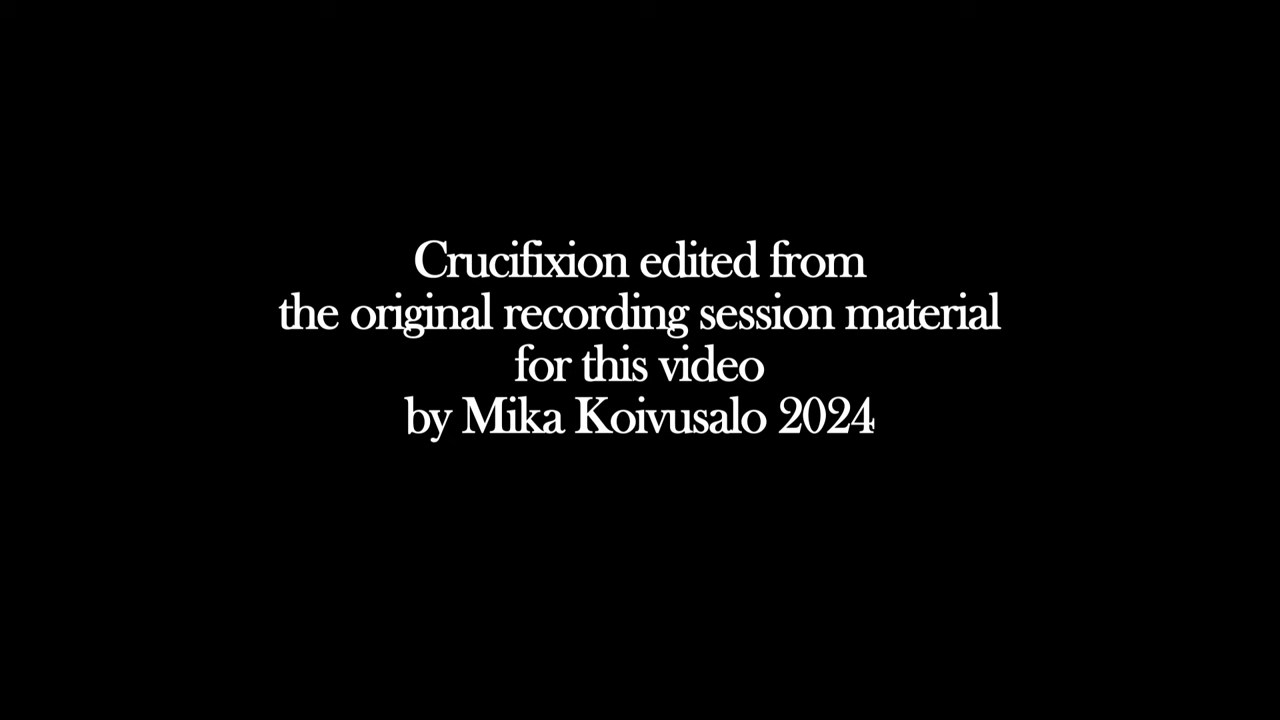 Crucifixion edited from
the original recording session material
for this video
by Mika Koivusalo 2024